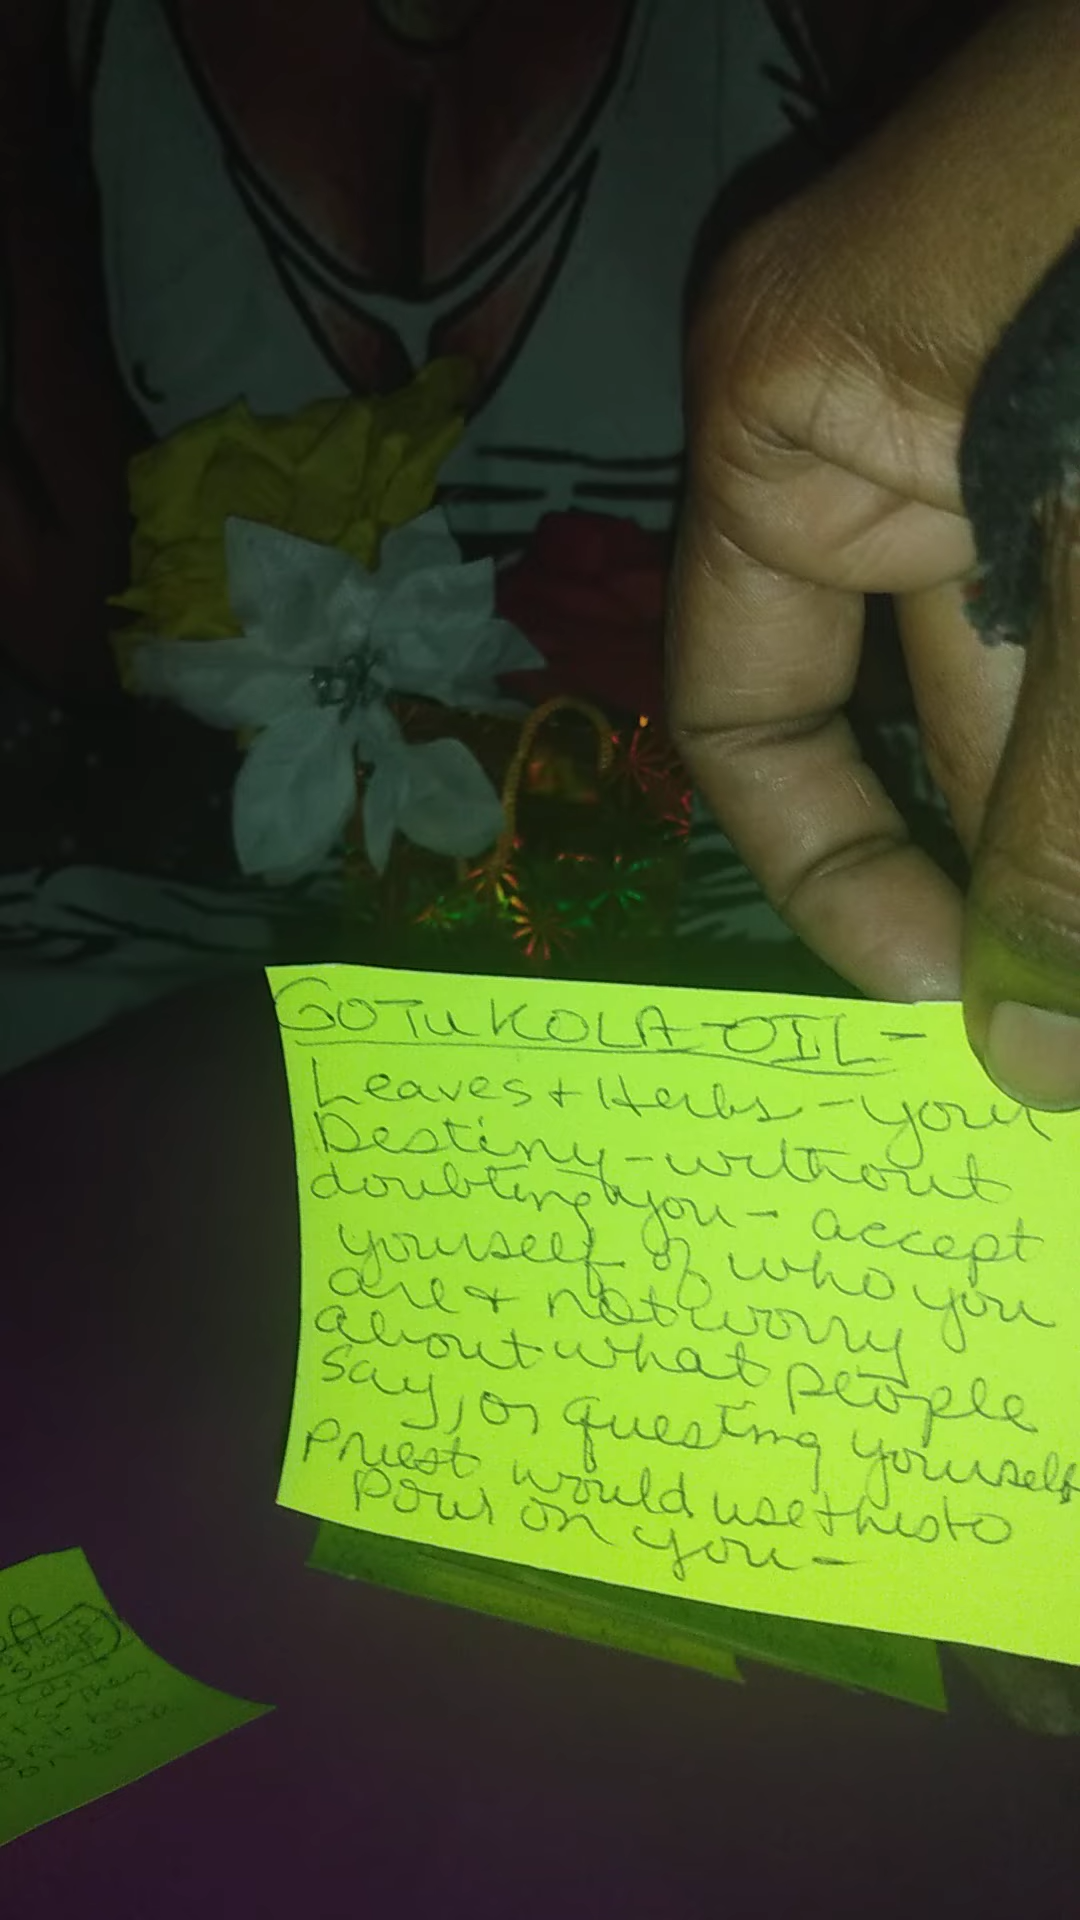 GOTU KOLA OIL -
Leaves + Herbs - your
Destiny - without
doubting you - accept
yourself of who you
are + not worry
about what people
say, or questing yourself
Priest would use this to
Pour on you -